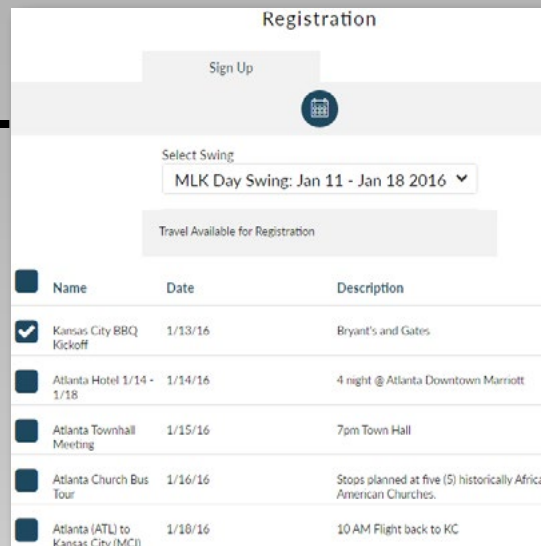 Registration
Sign Up
Select Swing
MLK Day Swing: Jan 11 - Jan 18 2016
Travel Available for Registration
Name Date Description
Kansas City BBQ 1/13/16 Bryant's and Gates
Kickoff
Atlanta Hotel 1/14 - 1/14/16 4 night @ Atlanta Downtown Marriott
1/18
Atlanta Townhall 1/15/16 7pm Town Hall
Meeting
Atlanta Church Bus 1/16/16 Stops planned at five (5) historically Africa
Tour American Churches.
Atlanta (ATL) to 1/18/16 10 AM Flight back to KC
Kansas City (MCI)